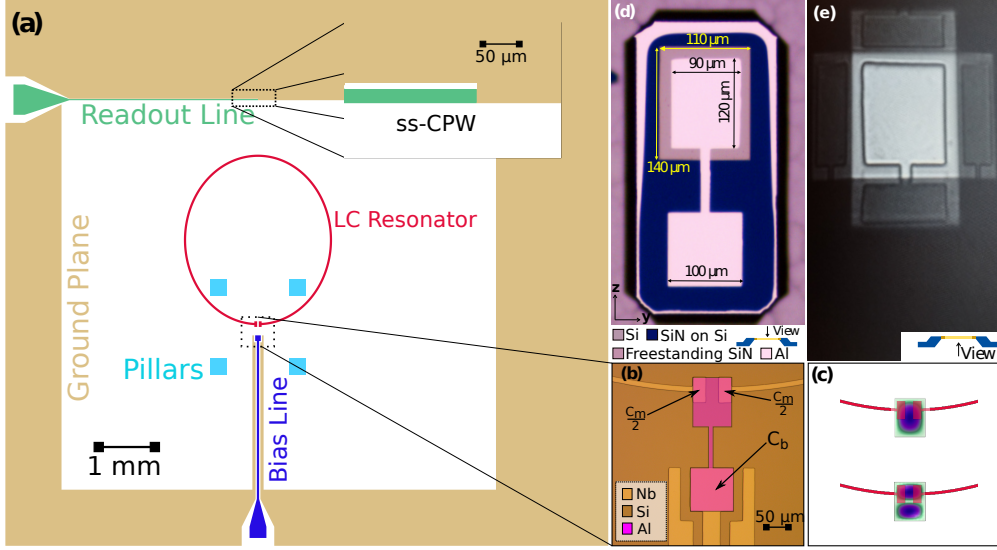 (a)
50 µm
Readout Line
ss-CPW
LC Resonator
Ground Plane
Pillars
Bias Line
1 mm
(d)
110 µm
90 µm
120 µm
140 µm
100 µm
z
y
View
Si
SiN on Si
Freestanding SiN
Al
(e)
View
(b)
Cm
2
Cm
2
Cb
Nb
Si
Al
50 µm
(c)